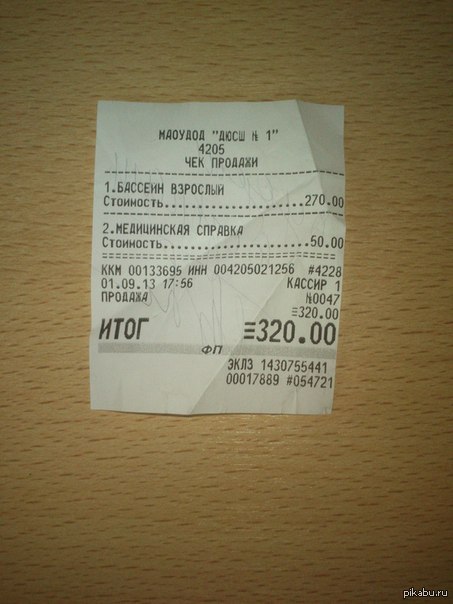 МАОУДОД "ДЮСШ № 1"
4205
ЧЕК ПРОДАЖИ
1.БАССЕЙН ВЗРОСЛЫЙ
Стоимость..................270.00
2.МЕДИЦИНСКАЯ СПРАВКА
Стоимость...................50.00
ККМ 00133695 ИНН 004205021256 #4228
01.09.13 17:56 КАССИР 1
ПРОДАЖА №0047
≡320.00
ИТОГ ≡320.00
ФП
ЭКЛЗ 1430755441
00017889 #054721
pikabu.ru